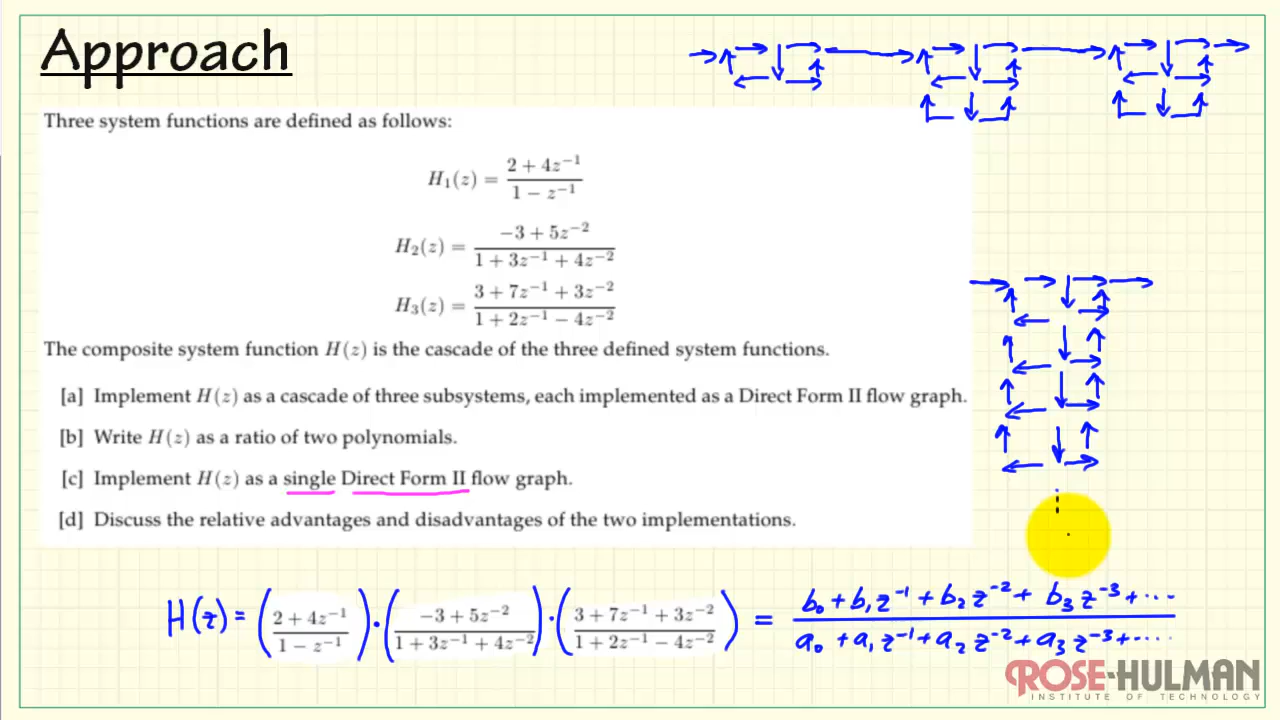 Approach
Three system functions are defined as follows:
H₁(z) = (2 + 4z⁻¹) / (1 − z⁻¹)
H₂(z) = (−3 + 5z⁻²) / (1 + 3z⁻¹ + 4z⁻²)
H₃(z) = (3 + 7z⁻¹ + 3z⁻²) / (1 + 2z⁻¹ − 4z⁻²)
The composite system function H(z) is the cascade of the three defined system functions.
[a] Implement H(z) as a cascade of three subsystems, each implemented as a Direct Form II flow graph.
[b] Write H(z) as a ratio of two polynomials.
[c] Implement H(z) as a single Direct Form II flow graph.
[d] Discuss the relative advantages and disadvantages of the two implementations.
H(z) = ((2 + 4z⁻¹) / (1 − z⁻¹)) · ((−3 + 5z⁻²) / (1 + 3z⁻¹ + 4z⁻²)) · ((3 + 7z⁻¹ + 3z⁻²) / (1 + 2z⁻¹ − 4z⁻²)) = (b₀ + b₁z⁻¹ + b₂z⁻² + b₃z⁻³ + ···) / (a₀ + a₁z⁻¹ + a₂z⁻² + a₃z⁻³ + ····)
ROSE-HULMAN
INSTITUTE OF TECHNOLOGY